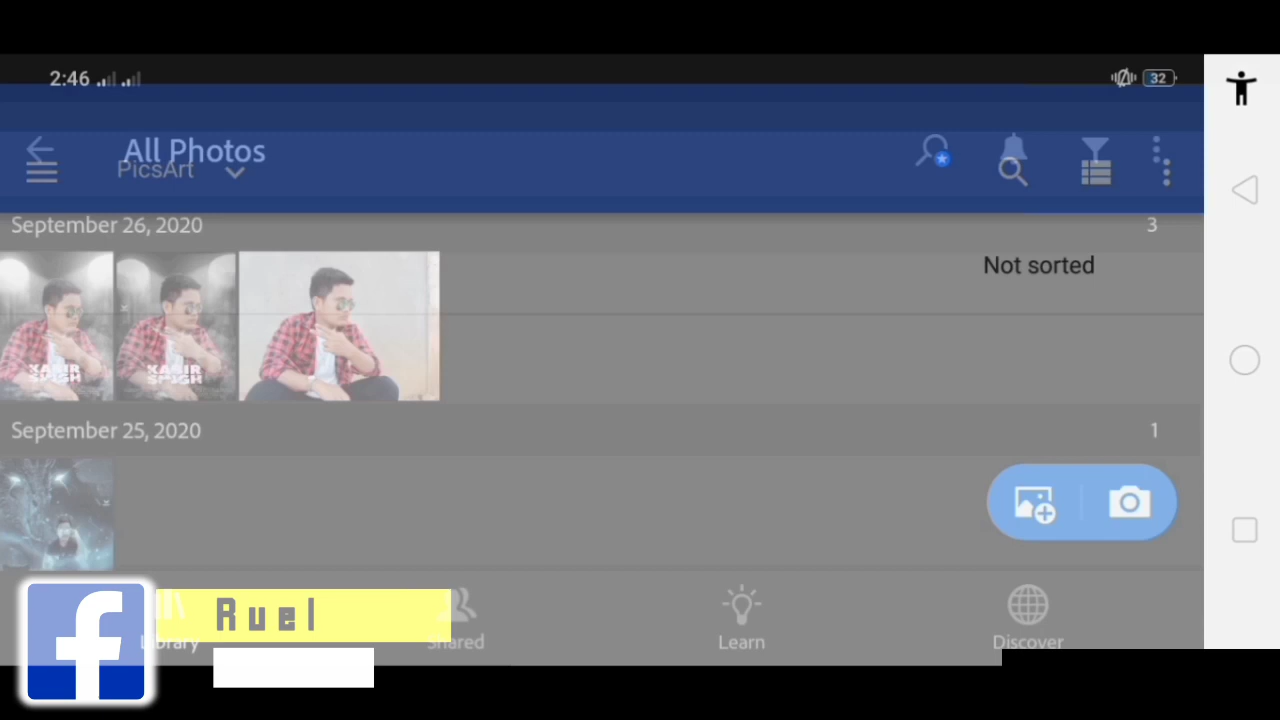 2:46
32
All Photos
PicsArt
September 26, 2020
3
Not sorted
September 25, 2020
1
Ruel
Library
Shared
Learn
Discover